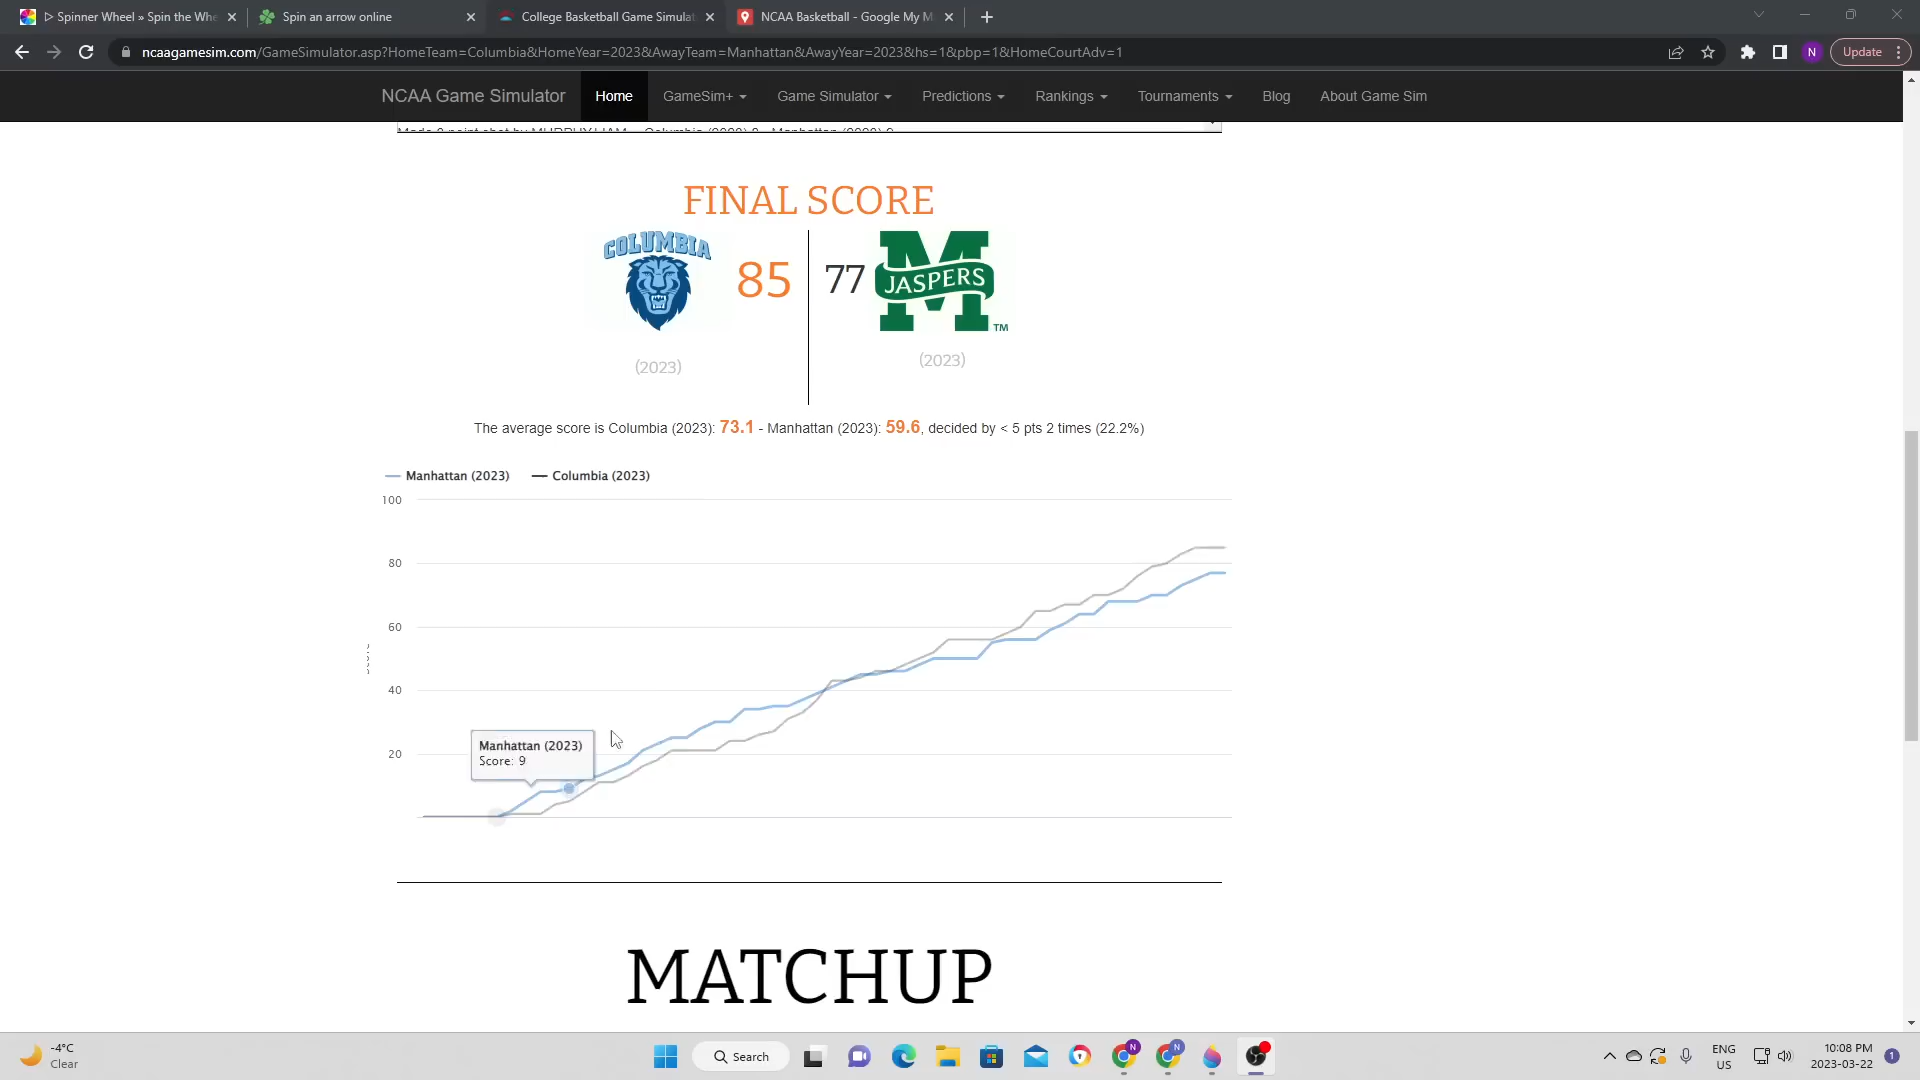 ▷ Spinner Wheel » Spin the Whe
Spin an arrow online
College Basketball Game Simulat
NCAA Basketball - Google My M
ncaagamesim.com/GameSimulator.asp?HomeTeam=Columbia&HomeYear=2023&AwayTeam=Manhattan&AwayYear=2023&hs=1&pbp=1&HomeCourtAdv=1
N
Update
NCAA Game Simulator
Home
GameSim+
Game Simulator
Predictions
Rankings
Tournaments
Blog
About Game Sim
FINAL SCORE
COLUMBIA
85
77
M
JASPERS
TM
(2023)
(2023)
The average score is Columbia (2023): 73.1 - Manhattan (2023): 59.6, decided by < 5 pts 2 times (22.2%)
Manhattan (2023)
Columbia (2023)
100
80
60
40
20
Manhattan (2023)
Score: 9
MATCHUP
-4°C
Clear
Search
N
N
ENG
US
10:08 PM
2023-03-22
1